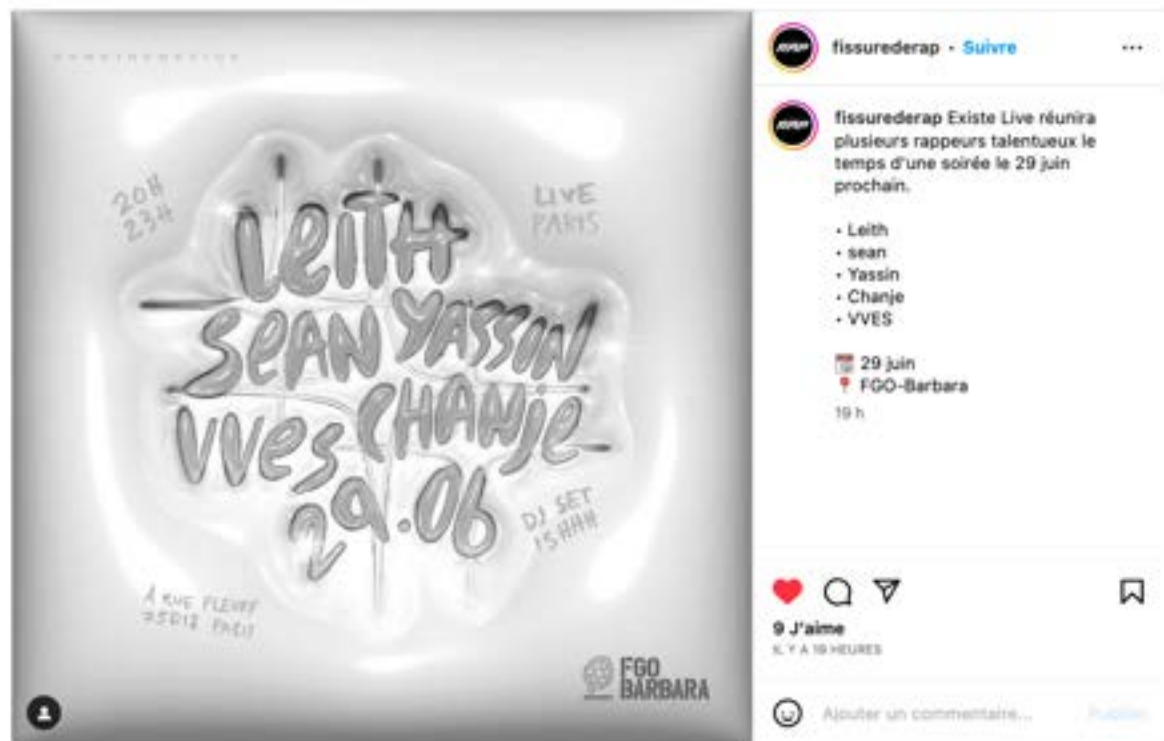 20H
23H
LIVE
PARIS
LEITH
SEAN YASSIN
VVES CHANJE
29.06
DJ SET
15HHH
RUE FLEURY
75018 PARIS
FGO
BARBARA
fissurederap • Suivre
fissurederap Existe Live réunira
plusieurs rappeurs talentueux le
temps d'une soirée le 29 juin
prochain.
• Leith
• sean
• Yassin
• Chanje
• VVES
29 juin
FGO-Barbara
19 h
9 J'aime
IL Y A 19 HEURES
Ajouter un commentaire...
Publier